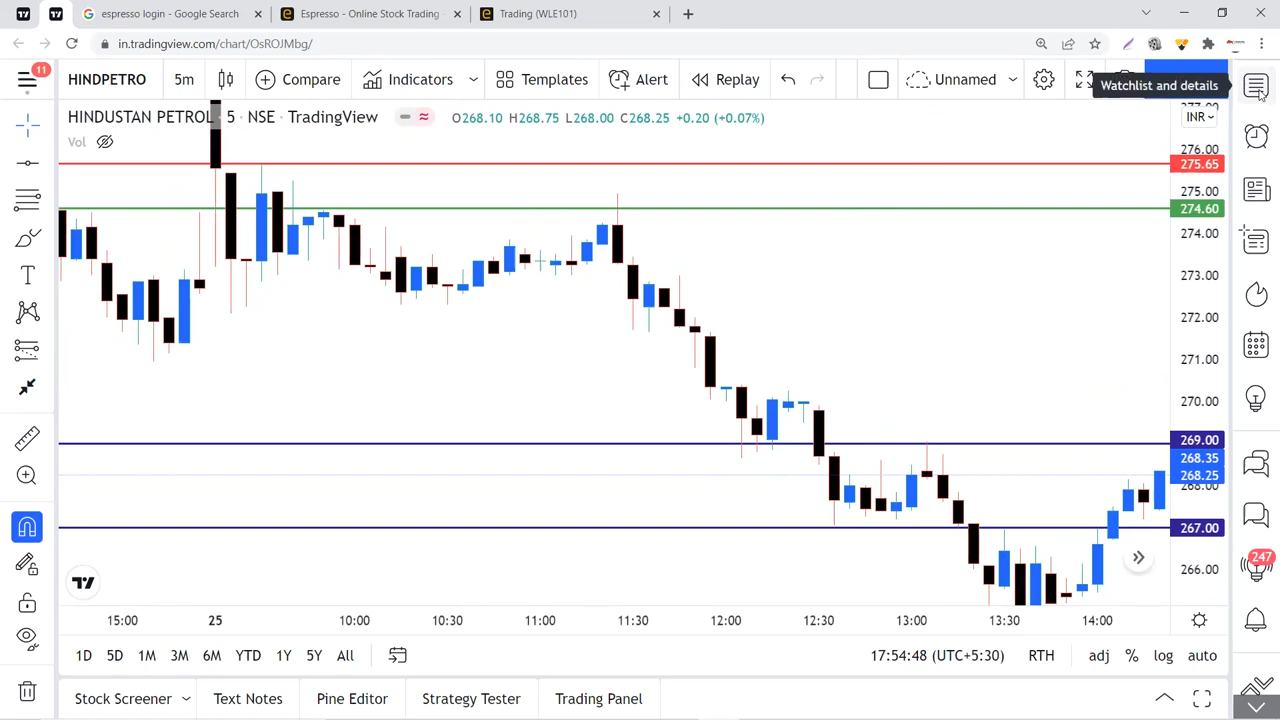 espresso login - Google Search
Espresso - Online Stock Trading
Trading (WLE101)
in.tradingview.com/chart/OsROJMbg/
11
HINDPETRO
5m
Compare
Indicato
Templates
Alert
Replay
Unnamed
Watchlist and details
HINDUSTAN PETROL 5 · NSE · TradingView
O268.10 H268.75 L268.00 C268.25 +0.20 (+0.07%)
INR
Vol
277.00
276.00
275.65
275.00
274.60
274.00
273.00
272.00
271.00
270.00
269.00
268.35
268.25
268.00
267.00
266.00
247
15:00 25 10:00 10:30 11:00 11:30 12:00 12:30 13:00 13:30 14:00
1D 5D 1M 3M 6M YTD 1Y 5Y All
17:54:48 (UTC+5:30) RTH adj % log auto
Stock Screener Text Notes Pine Editor Strategy Tester Trading Panel